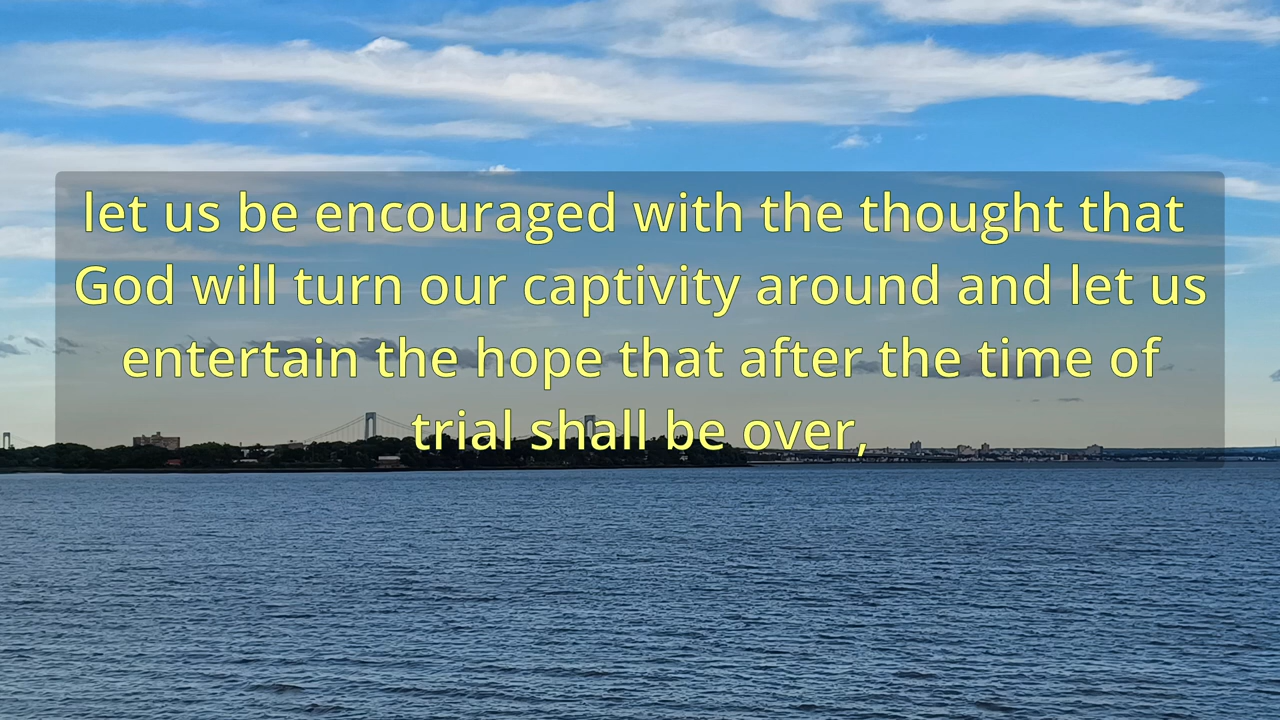 let us be encouraged with the thought that
God will turn our captivity around and let us
entertain the hope that after the time of
trial shall be over,